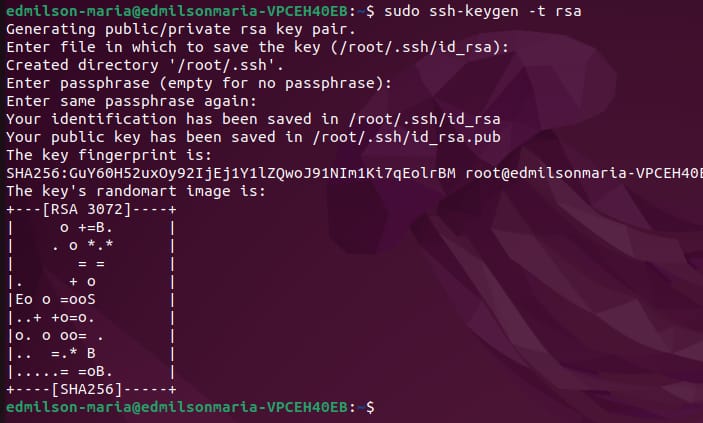 edmilson-maria@edmilsonmaria-VPCEH40EB:~$ sudo ssh-keygen -t rsa
Generating public/private rsa key pair.
Enter file in which to save the key (/root/.ssh/id_rsa):
Created directory '/root/.ssh'.
Enter passphrase (empty for no passphrase):
Enter same passphrase again:
Your identification has been saved in /root/.ssh/id_rsa
Your public key has been saved in /root/.ssh/id_rsa.pub
The key fingerprint is:
SHA256:GuY60H52uxOy92IjEj1Y1lZQwoJ91NIm1Ki7qEolrBM root@edmilsonmaria-VPCEH40E
The key's randomart image is:
+---[RSA 3072]----+
|      o +=B.     |
|     . o *.*     |
|        = =      |
|.      + o       |
|Eo o =ooS        |
|..+ +o=o.        |
|o. o oo= .       |
|..  =.* B        |
|.....= =oB.      |
+----[SHA256]-----+
edmilson-maria@edmilsonmaria-VPCEH40EB:~$